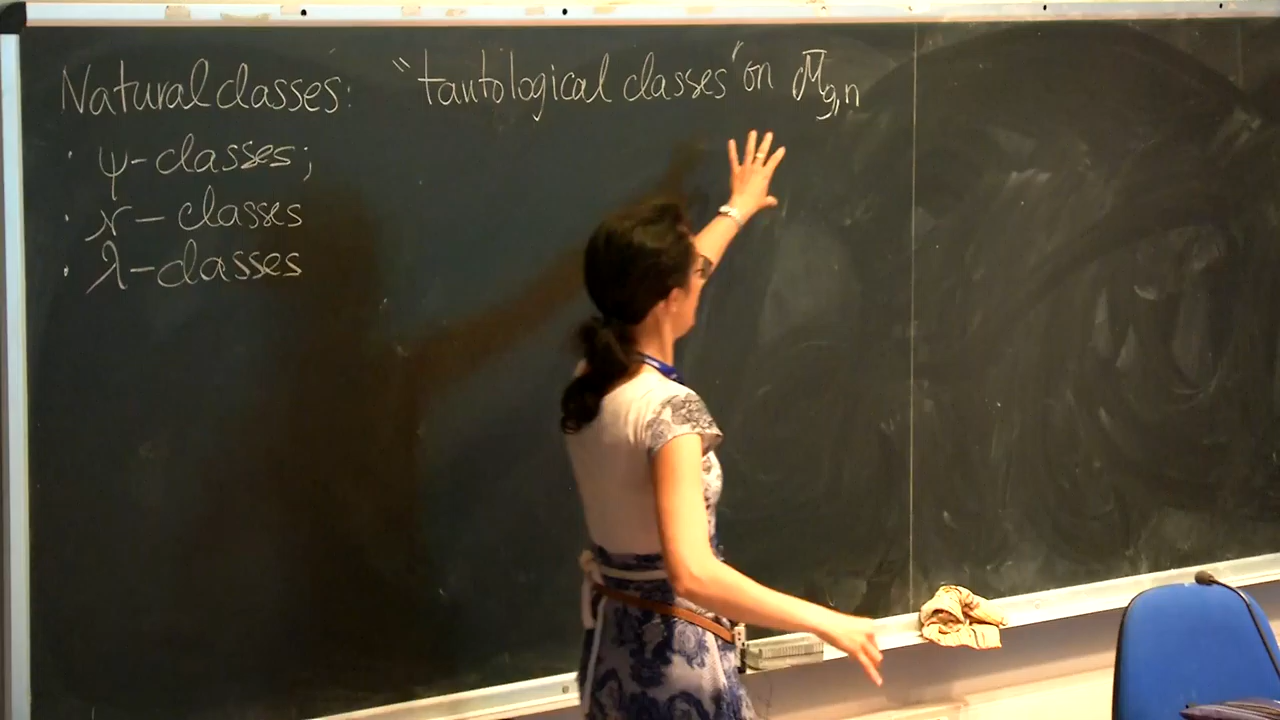 Natural classes: "tautological classes" on M̅g,n
· ψ-classes;
· ϰ-classes
· λ-classes